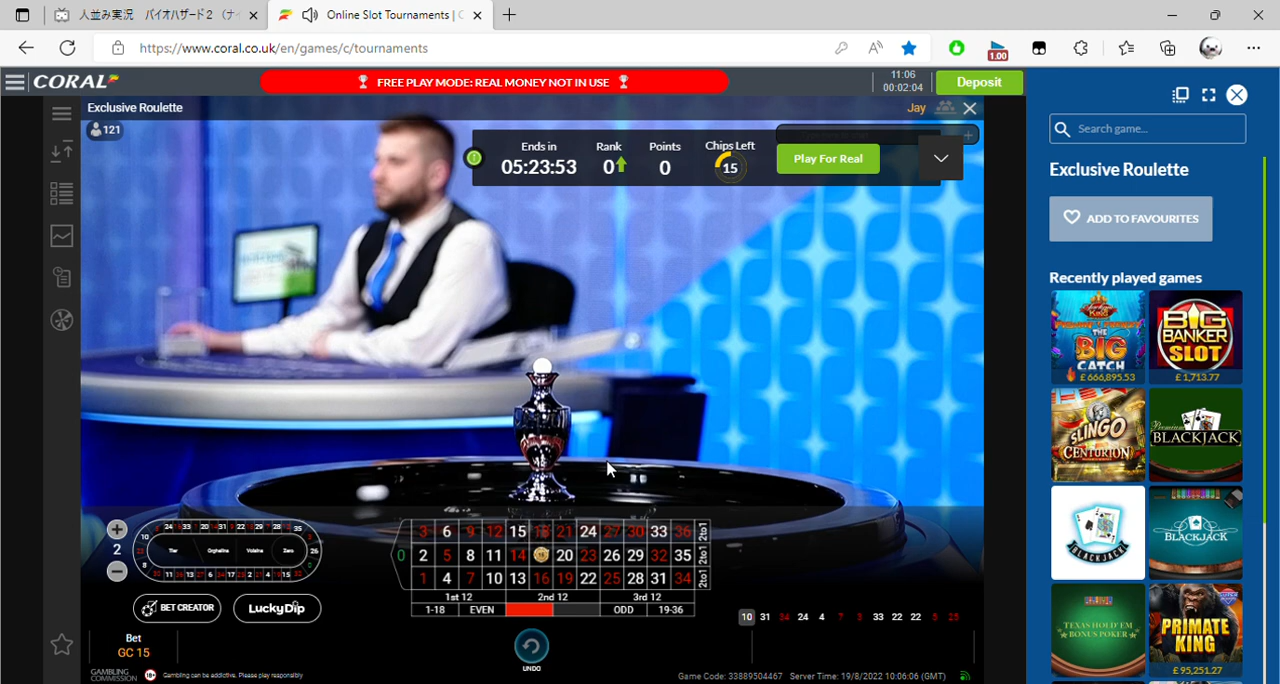 人並み実況 バイオハザード２ （ナイ
Online Slot Tournaments | C
https://www.coral.co.uk/en/games/c/tournaments
1.00
CORAL
FREE PLAY MODE: REAL MONEY NOT IN USE
11:06
00:02:04
Deposit
Exclusive Roulette
Jay
121
Ends in
05:23:53
Rank
0
Points
0
Chips Left
15
Play For Real
Search game...
Exclusive Roulette
ADD TO FAVOURITES
Recently played games
THE BIG CATCH
£ 666,895.53
BIG BANKER SLOT
£ 1,713.77
SLINGO CENTURION
Premium BLACKJACK
BLACKJACK
BLACKJACK
TEXAS HOLD'EM BONUS POKER
PRIMATE KING
£ 95,251.27
2
Tier
Orphelins
Voisins
Zero
BET CREATOR
LuckyDip
3 6 9 12 15 18 21 24 27 30 33 36 2to1
0 2 5 8 11 14 20 23 26 29 32 35 2to1
1 4 7 10 13 16 19 22 25 28 31 34 2to1
1st 12 2nd 12 3rd 12
1-18 EVEN ODD 19-36
10 31 34 24 4 7 3 33 22 22 5 25
Bet
GC 15
UNDO
GAMBLING COMMISSION
18+
Gambling can be addictive. Please play responsibly
Game Code: 33889504467 Server Time: 19/8/2022 10:06:06 (GMT)